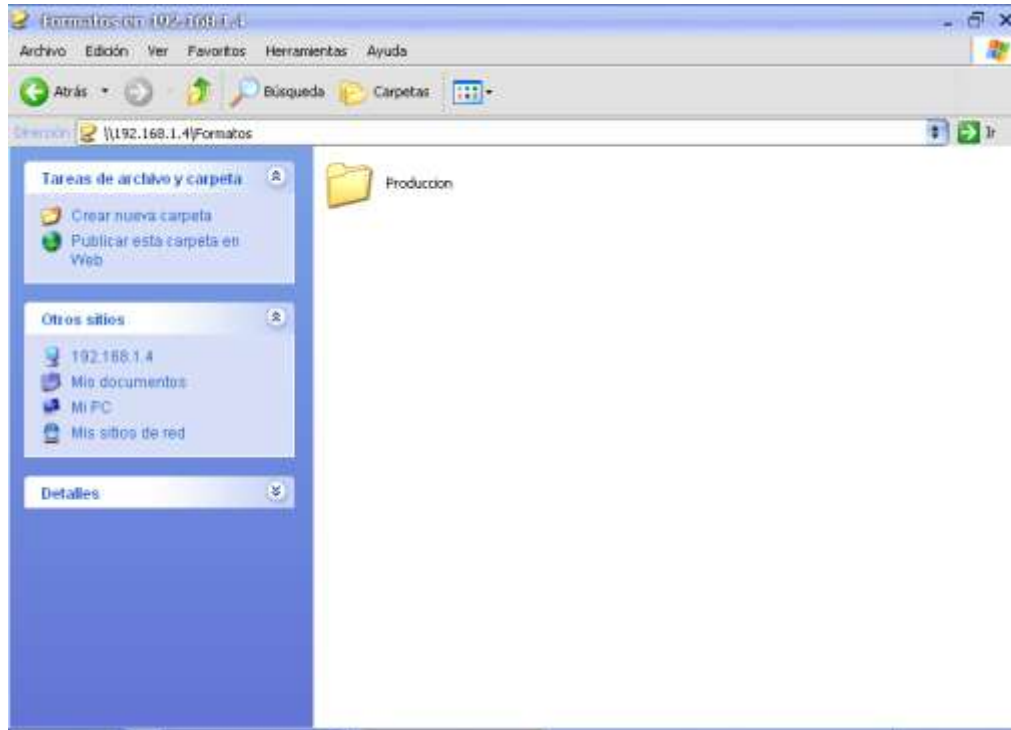 Formatos en 192.168.1.4
Archivo Edición Ver Favoritos Herramientas Ayuda
Atrás Búsqueda Carpetas
Dirección \\192.168.1.4\Formatos Ir
Tareas de archivo y carpeta
Crear nueva carpeta
Publicar esta carpeta en
Web
Otros sitios
192.168.1.4
Mis documentos
Mi PC
Mis sitios de red
Detalles
Produccion